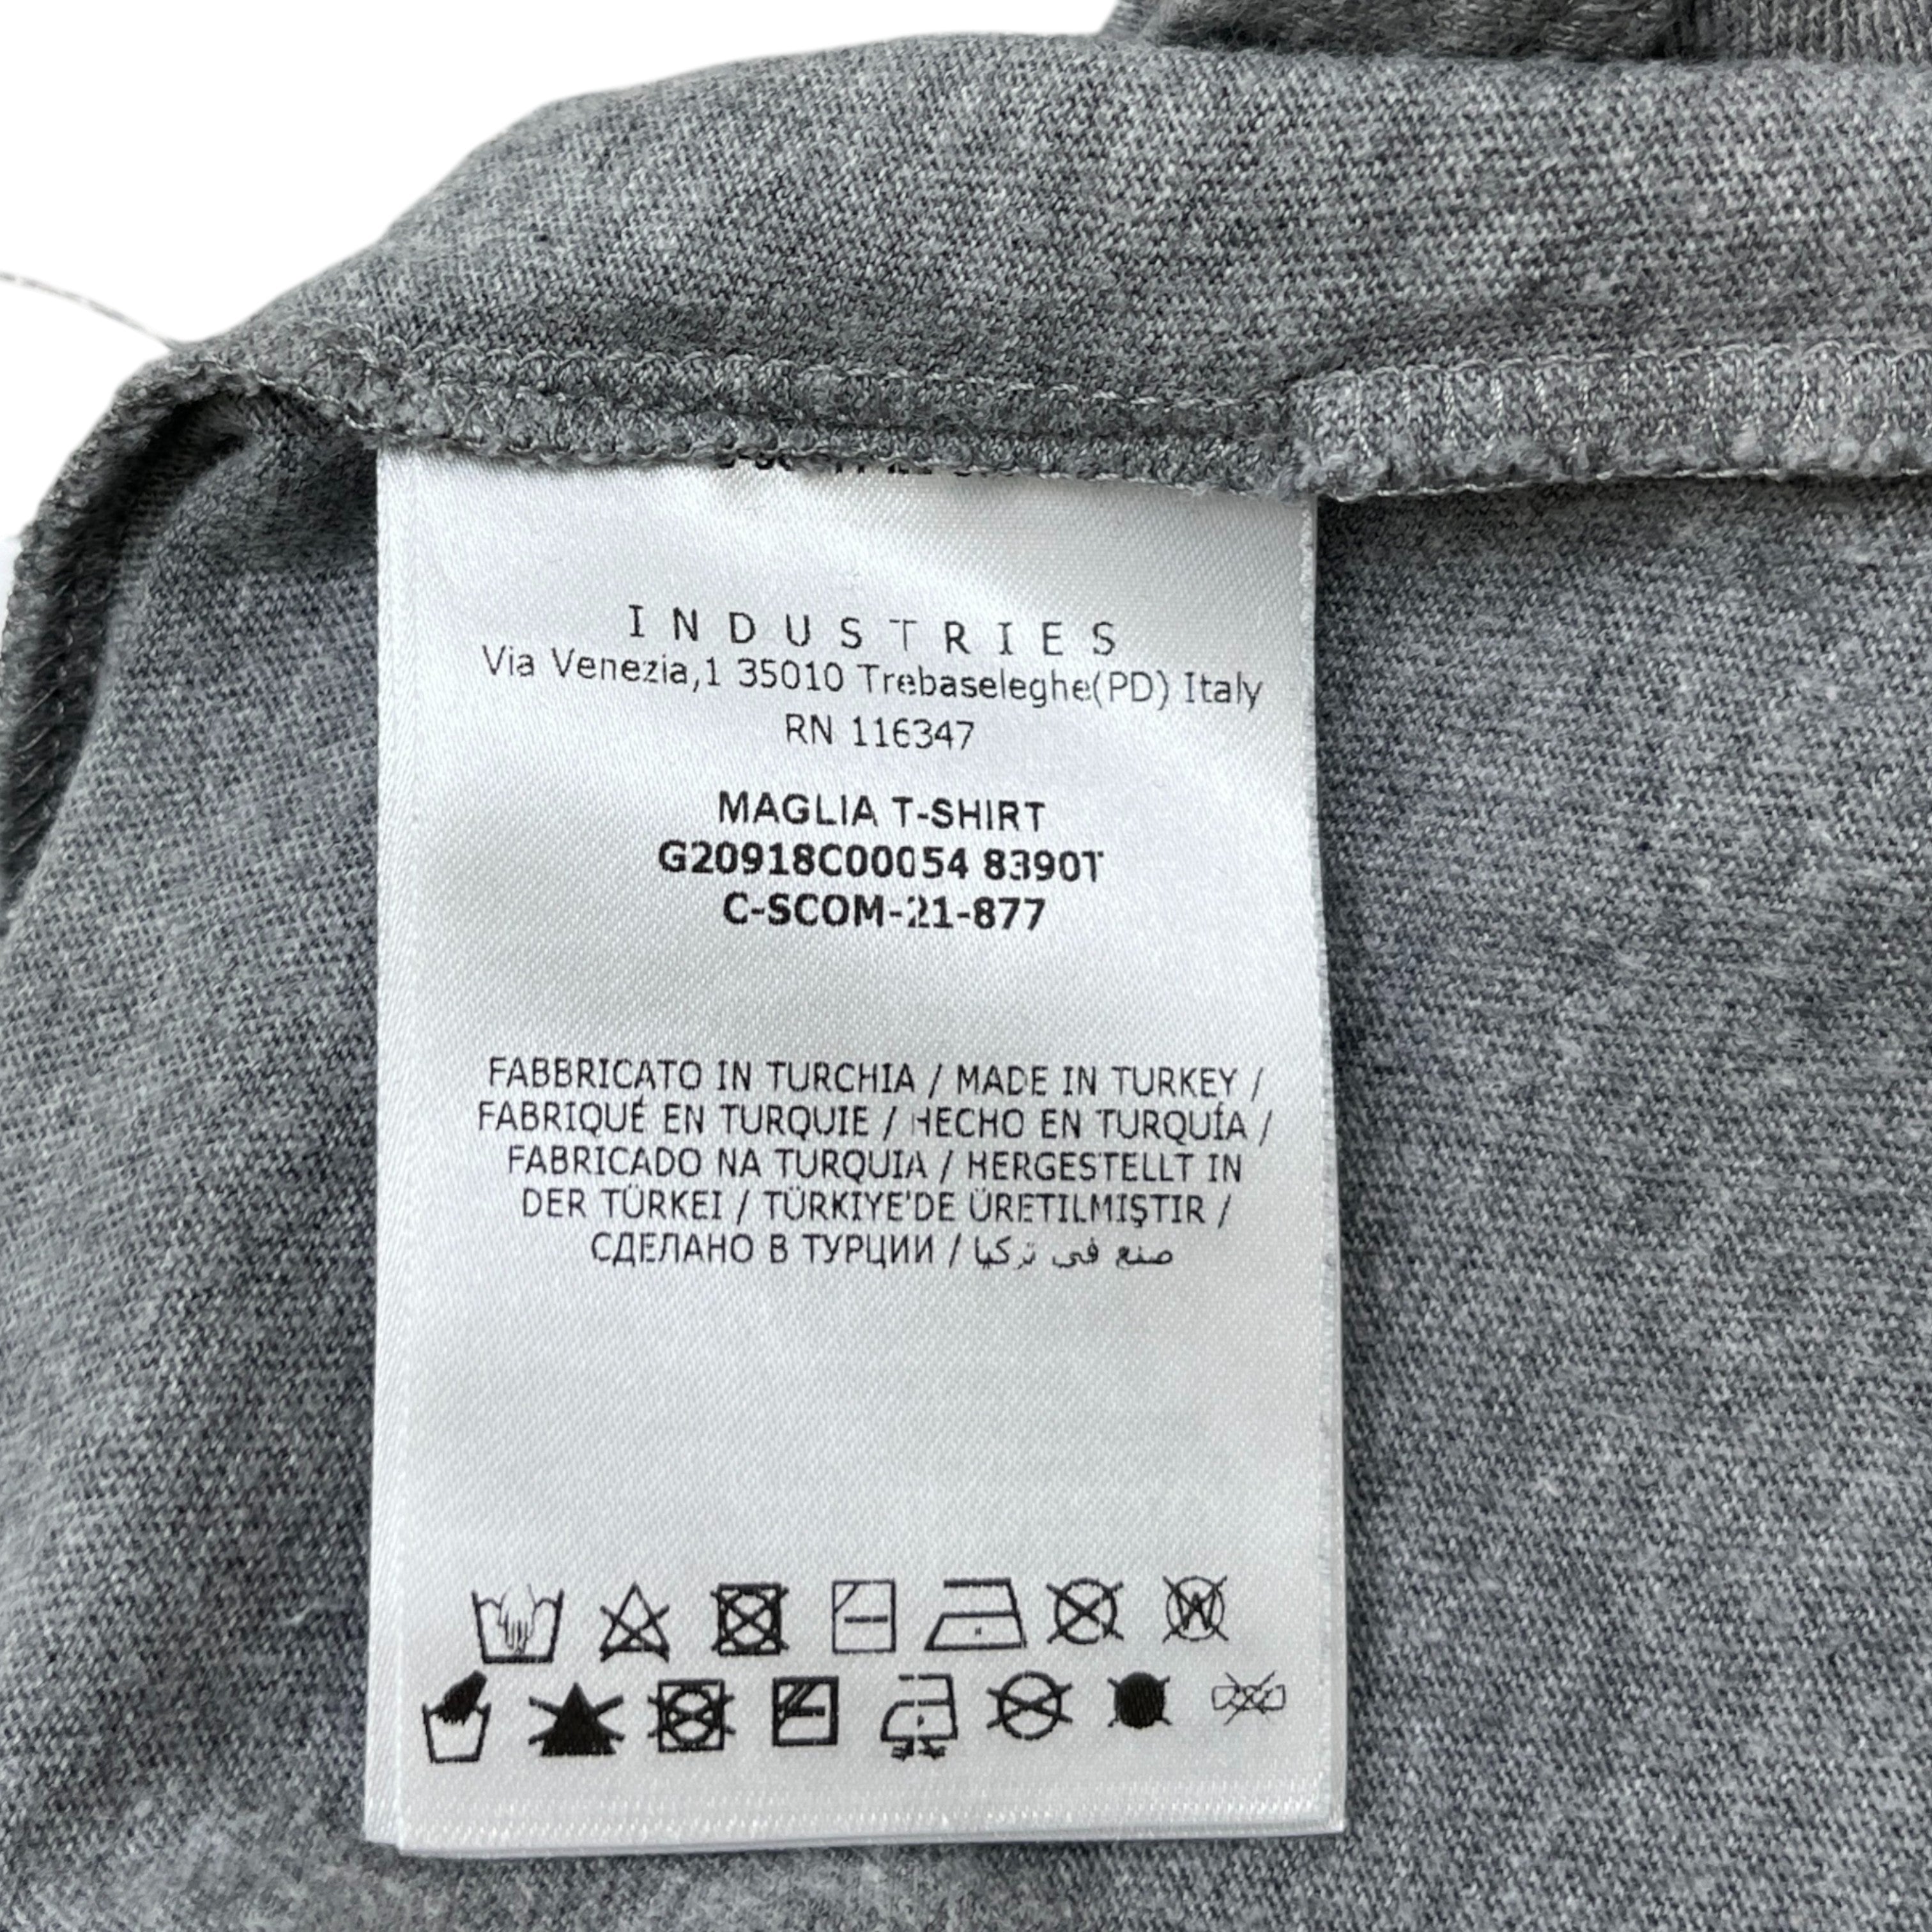 INDUSTRIES
Via Venezia,1 35010 Trebaseleghe(PD) Italy
RN 116347
MAGLIA T-SHIRT
G20918C00054 8390T
C-SCOM-21-877
FABBRICATO IN TURCHIA / MADE IN TURKEY /
FABRIQUÉ EN TURQUIE / HECHO EN TURQUÍA /
FABRICADO NA TURQUIA / HERGESTELLT IN
DER TÜRKEI / TÜRKIYE'DE ÜRETILMIŞTIR /
СДЕЛАНО В ТУРЦИИ / صنع في تركيا
W